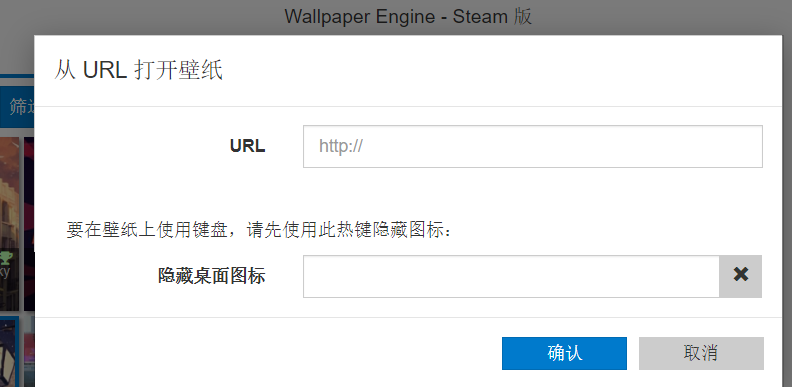 Wallpaper Engine - Steam 版
从 URL 打开壁纸
筛
URL
http://
要在壁纸上使用键盘，请先使用此热键隐藏图标：
隐藏桌面图标
确认
取消